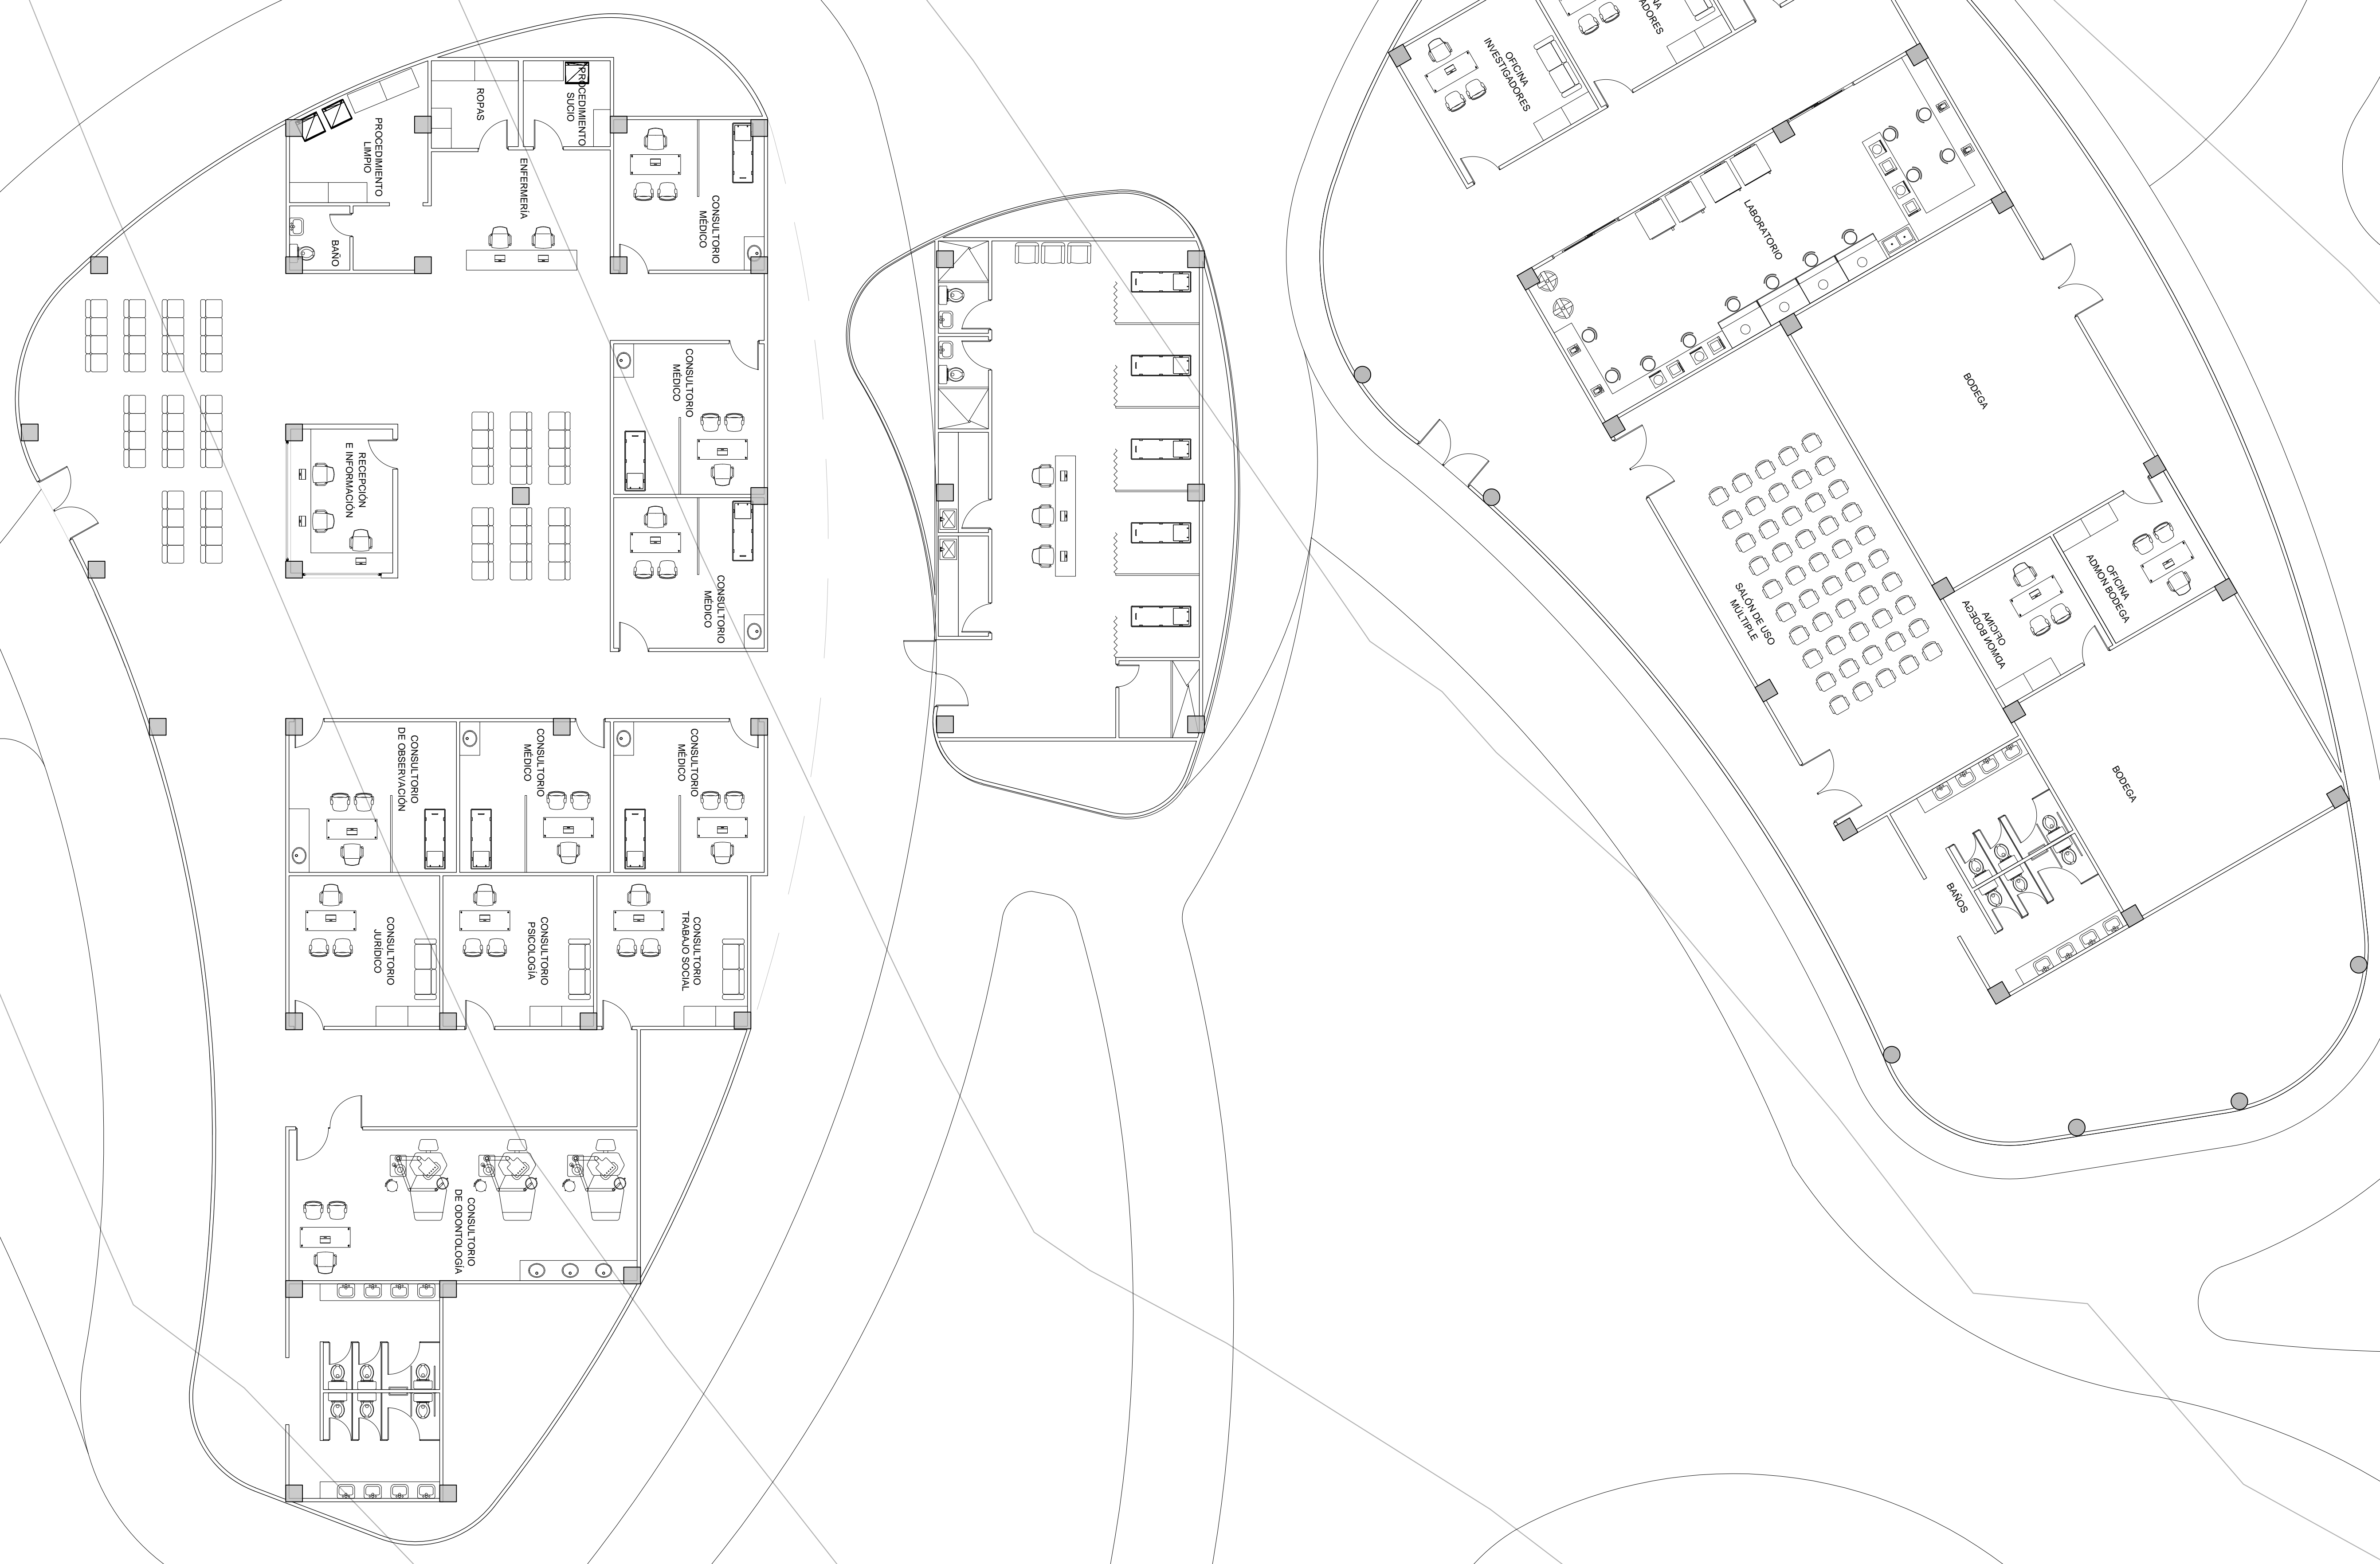 PROCEDIMIENTO
LIMPIO
ROPAS
PROCEDIMIENTO
SUCIO
ENFERMERÍA
BAÑO
CONSULTORIO
MÉDICO
CONSULTORIO
MÉDICO
RECEPCIÓN
E INFORMACIÓN
CONSULTORIO
MÉDICO
CONSULTORIO
DE OBSERVACIÓN
CONSULTORIO
MÉDICO
CONSULTORIO
MÉDICO
CONSULTORIO
JURÍDICO
CONSULTORIO
PSICOLOGÍA
CONSULTORIO
TRABAJO SOCIAL
CONSULTORIO
DE ODONTOLOGÍA
OFICINA
INVESTIGADORES
LABORATORIO
BODEGA
SALÓN DE USO
MÚLTIPLE
OFICINA
ADMON BODEGA
OFICINA
ADMON BODEGA
BODEGA
BAÑOS